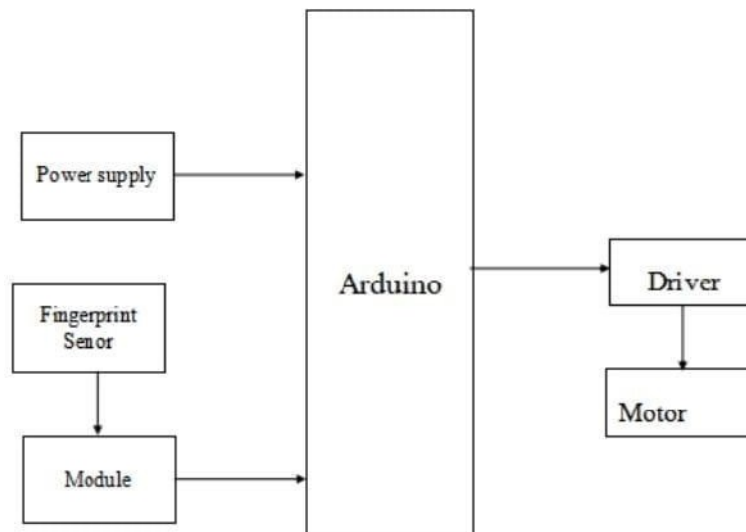 Power supply
Fingerprint
Senor
Module
Arduino
Driver
Motor